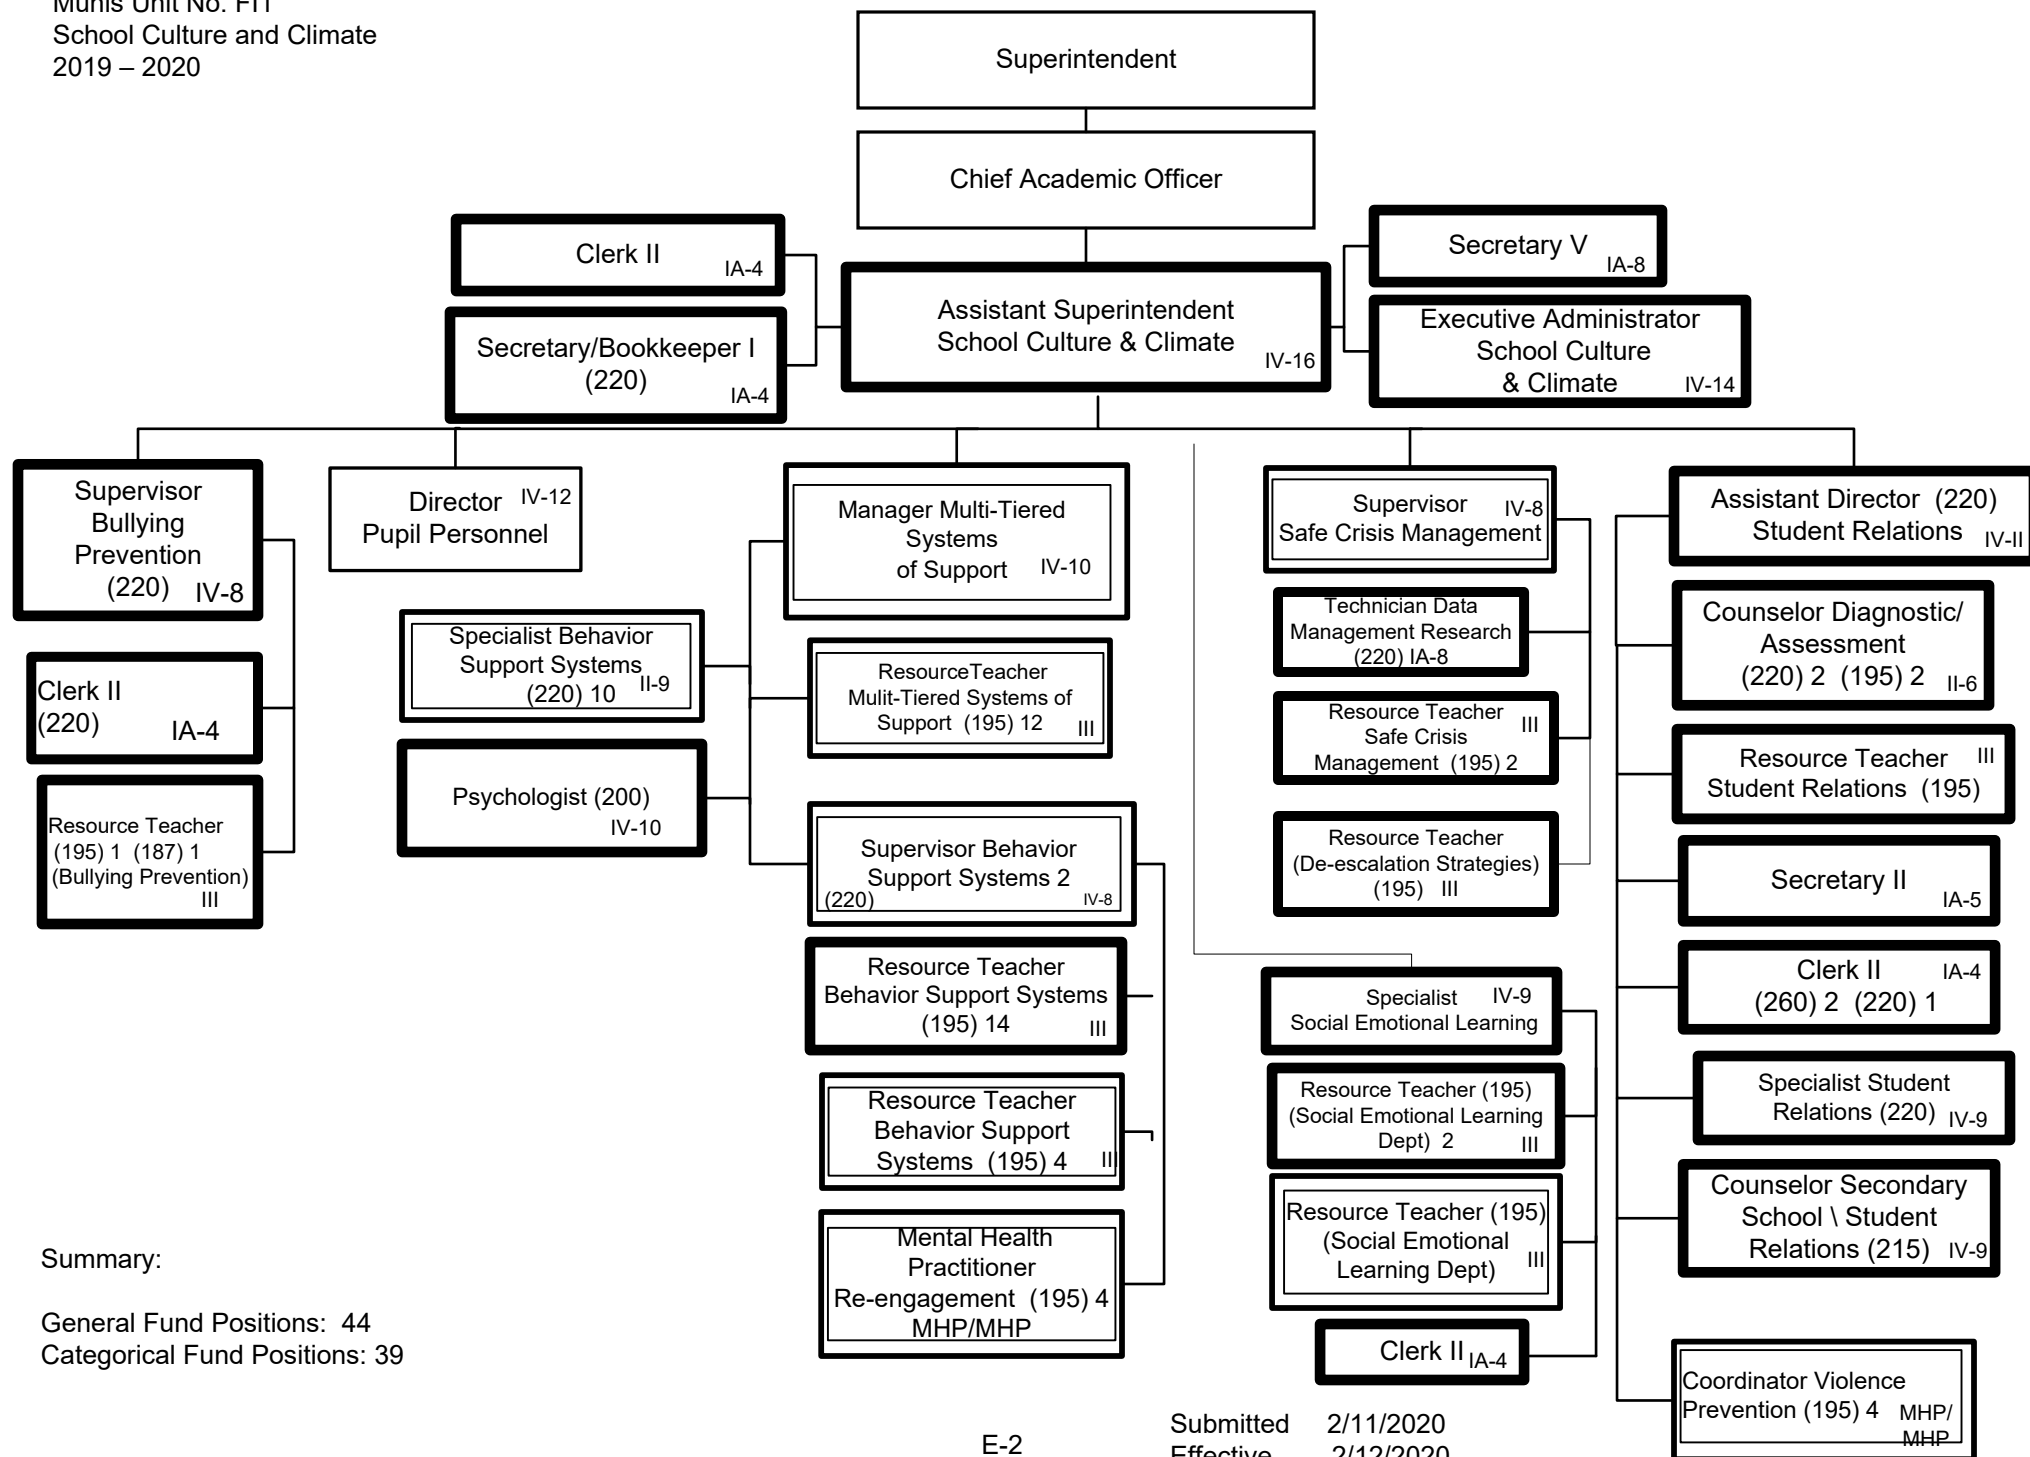 Munis Unit No. FIT
School Culture and Climate
2019 – 2020
Superintendent
Chief Academic Officer
Clerk II
IA-4
Secretary/Bookkeeper I
(220)
IA-4
Assistant Superintendent
School Culture & Climate
IV-16
Secretary V
IA-8
Executive Administrator
School Culture
& Climate IV-14
Supervisor
Bullying
Prevention
(220) IV-8
Clerk II
(220)
IA-4
Resource Teacher
(195) 1 (187) 1
(Bullying Prevention)
III
Director IV-12
Pupil Personnel
Manager Multi-Tiered
Systems
of Support IV-10
Specialist Behavior
Support Systems
(220) 10 II-9
ResourceTeacher
Mulit-Tiered Systems of
Support (195) 12 III
Psychologist (200)
IV-10
Supervisor Behavior
Support Systems 2
(220) IV-8
Resource Teacher
Behavior Support Systems
(195) 14 III
Resource Teacher
Behavior Support
Systems (195) 4 III
Mental Health
Practitioner
Re-engagement (195) 4
MHP/MHP
Supervisor IV-8
Safe Crisis Management
Technician Data
Management Research
(220) IA-8
Resource Teacher III
Safe Crisis
Management (195) 2
Resource Teacher
(De-escalation Strategies)
(195) III
Specialist IV-9
Social Emotional Learning
Resource Teacher (195)
(Social Emotional Learning
Dept) 2 III
Resource Teacher (195)
(Social Emotional
Learning Dept) III
Clerk II IA-4
Assistant Director (220)
Student Relations IV-II
Counselor Diagnostic/
Assessment
(220) 2 (195) 2 II-6
Resource Teacher III
Student Relations (195)
Secretary II
IA-5
Clerk II IA-4
(260) 2 (220) 1
Specialist Student
Relations (220) IV-9
Counselor Secondary
School \ Student
Relations (215) IV-9
Coordinator Violence
Prevention (195) 4 MHP/
MHP
Summary:
General Fund Positions: 44
Categorical Fund Positions: 39
E-2
Submitted 2/11/2020
Effective 2/12/2020